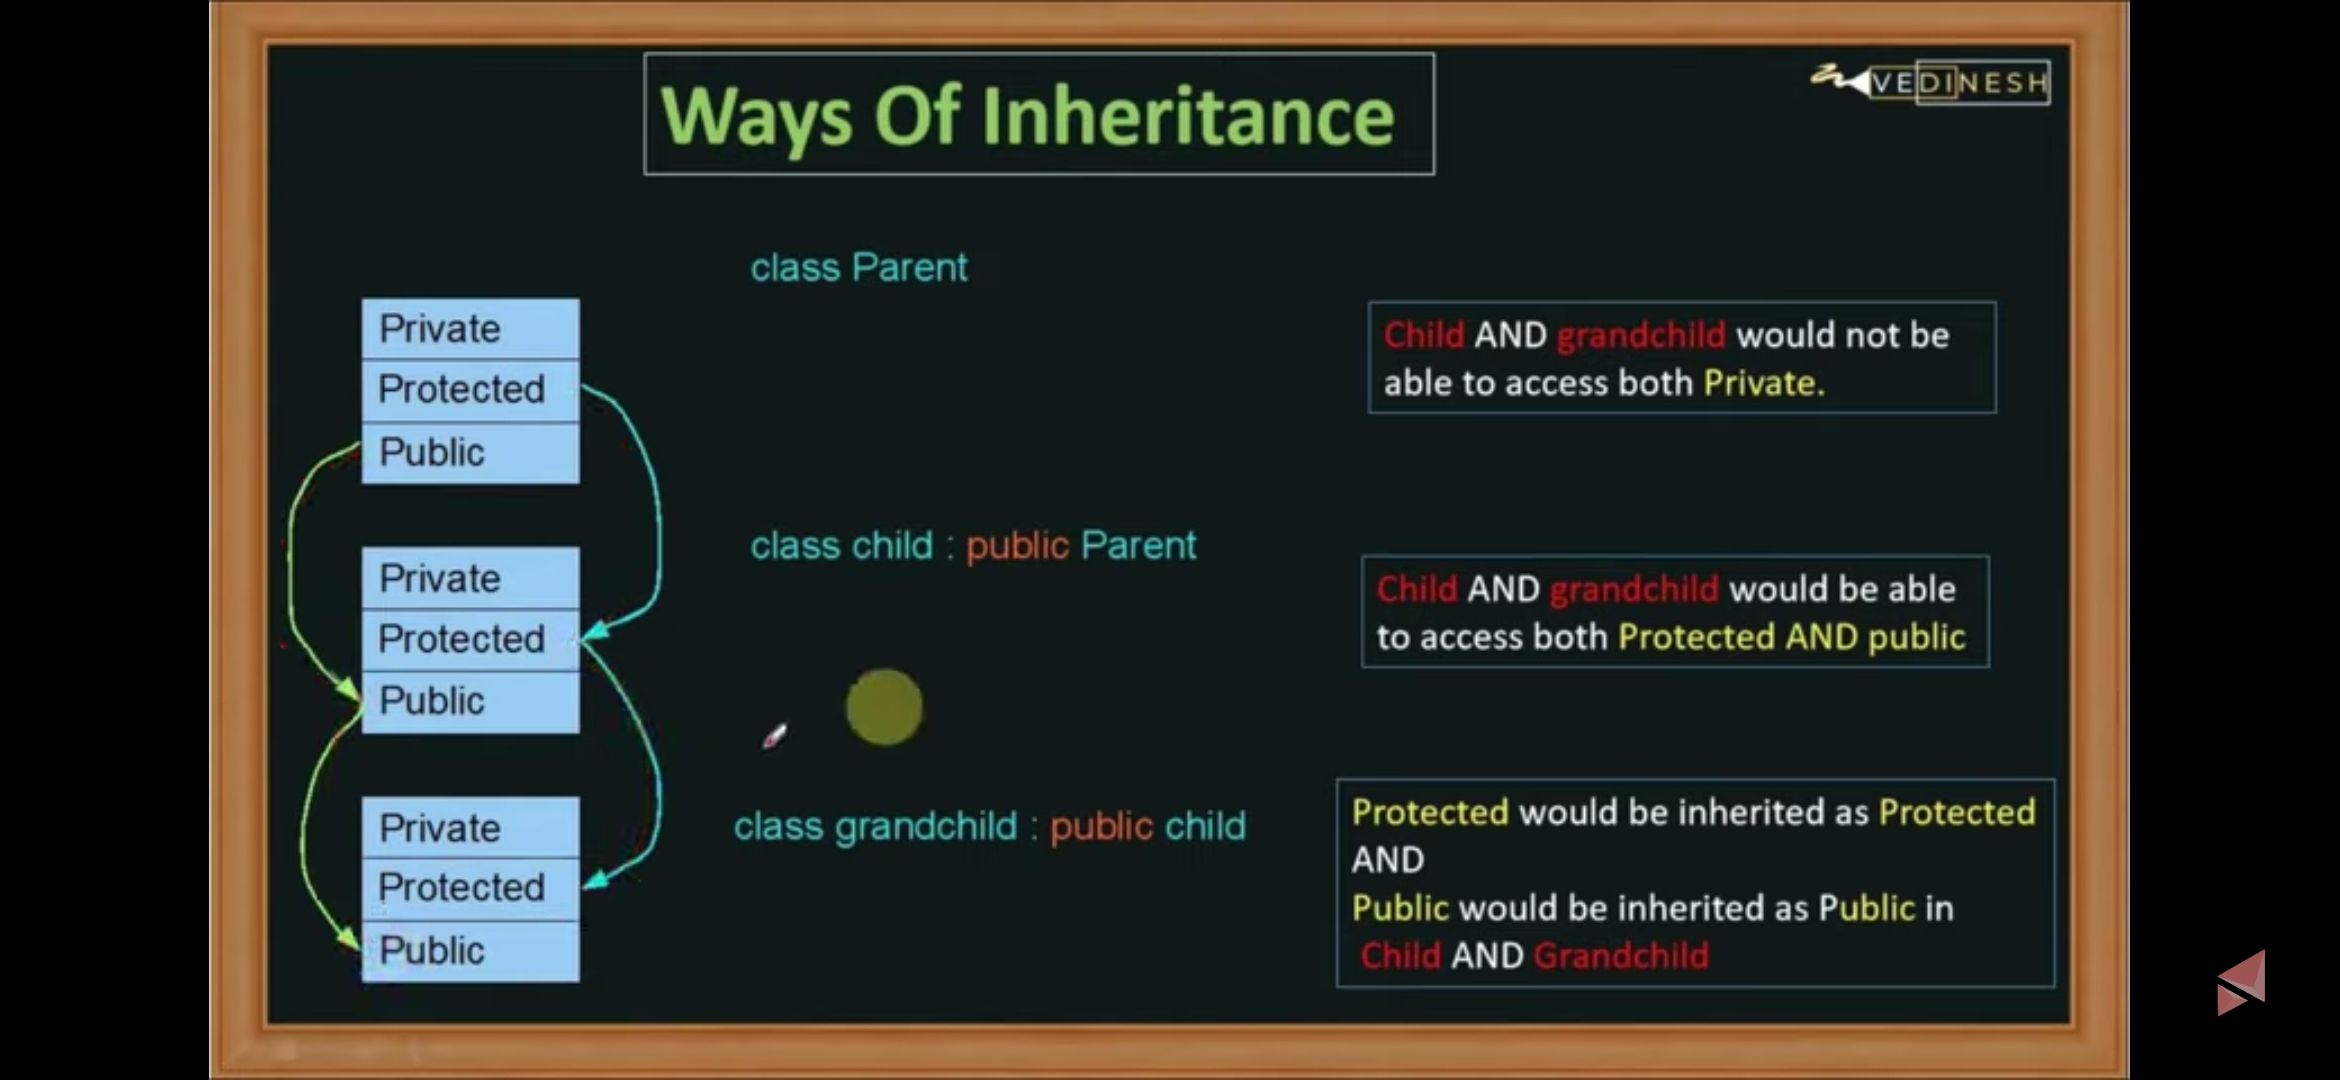 Ways Of Inheritance
VEDINESH
class Parent
Private
Protected
Public
Child AND grandchild would not be
able to access both Private.
class child : public Parent
Private
Protected
Public
Child AND grandchild would be able
to access both Protected AND public
class grandchild : public child
Private
Protected
Public
Protected would be inherited as Protected
AND
Public would be inherited as Public in
Child AND Grandchild